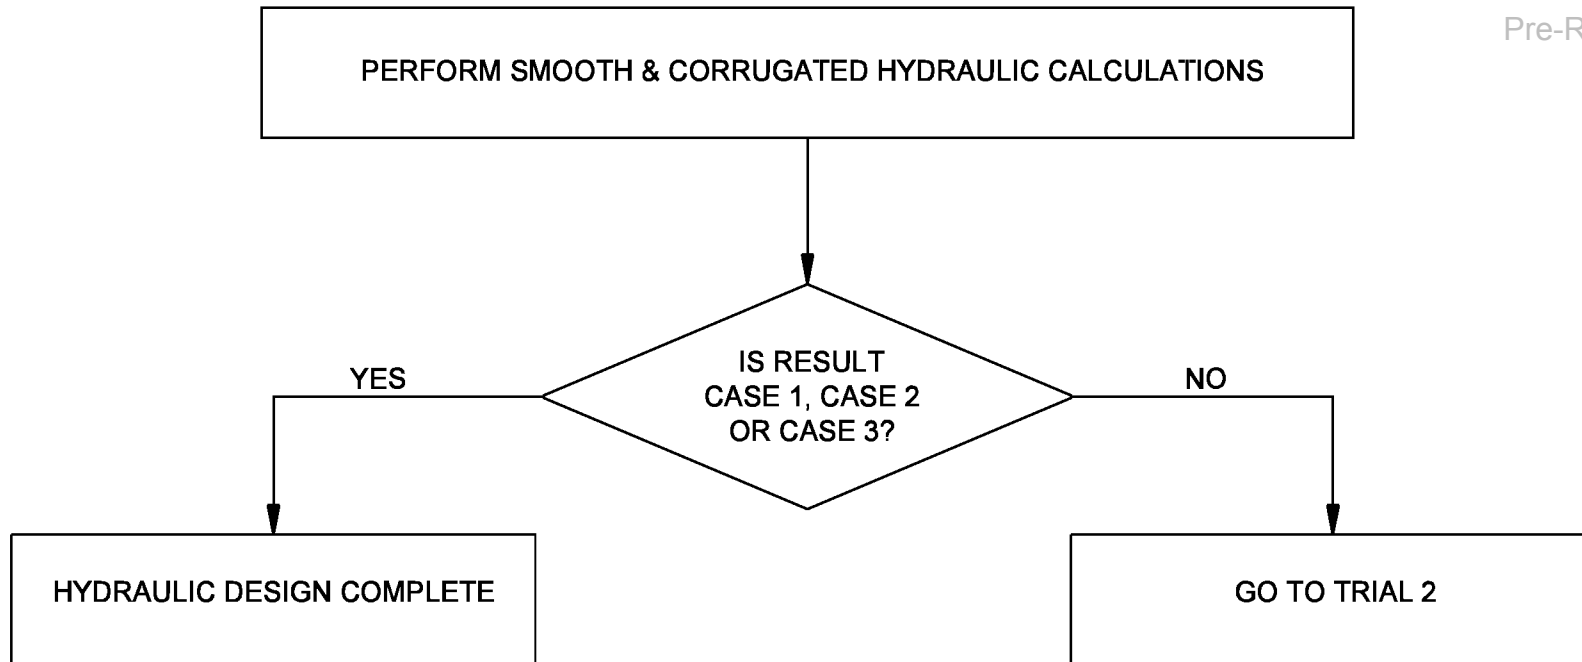 Pre-R
PERFORM SMOOTH & CORRUGATED HYDRAULIC CALCULATIONS
IS RESULT
CASE 1, CASE 2
OR CASE 3?
YES
NO
HYDRAULIC DESIGN COMPLETE
GO TO TRIAL 2